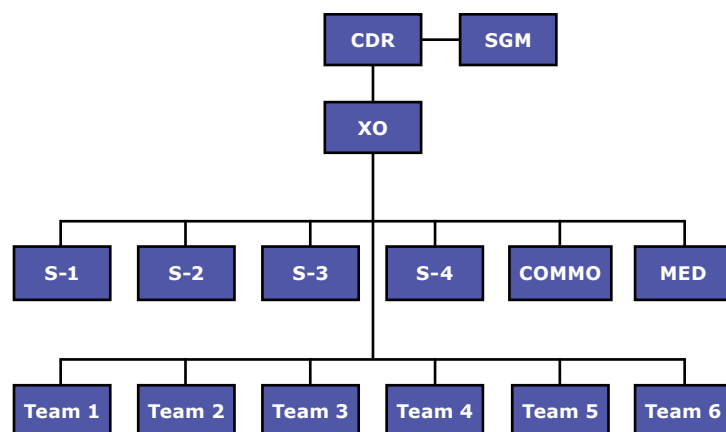 CDR
SGM
XO
S-1
S-2
S-3
S-4
COMMO
MED
Team 1
Team 2
Team 3
Team 4
Team 5
Team 6